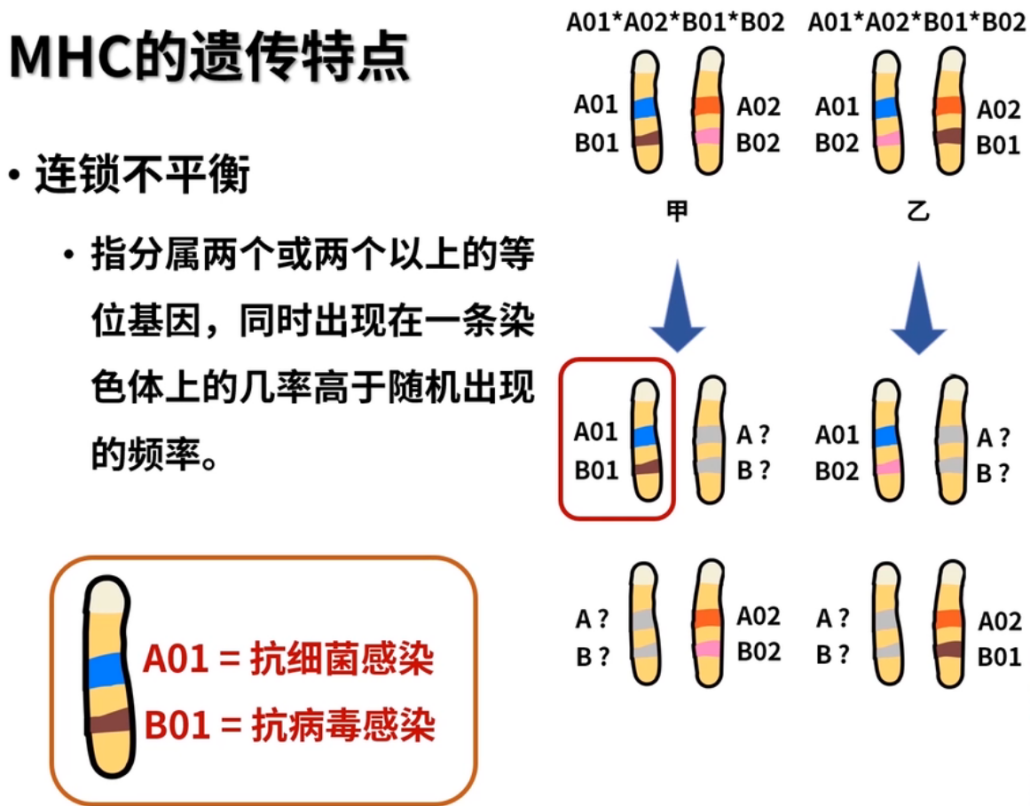 MHC的遗传特点
• 连锁不平衡
• 指分属两个或两个以上的等
位基因，同时出现在一条染
色体上的几率高于随机出现
的频率。
A01 = 抗细菌感染
B01 = 抗病毒感染
A01*A02*B01*B02
A01 A02
B01 B02
甲
A01*A02*B01*B02
A01 A02
B02 B01
乙
A01 A ?
B01 B ?
A01 A ?
B02 B ?
A ? A02
B ? B02
A ? A02
B ? B01